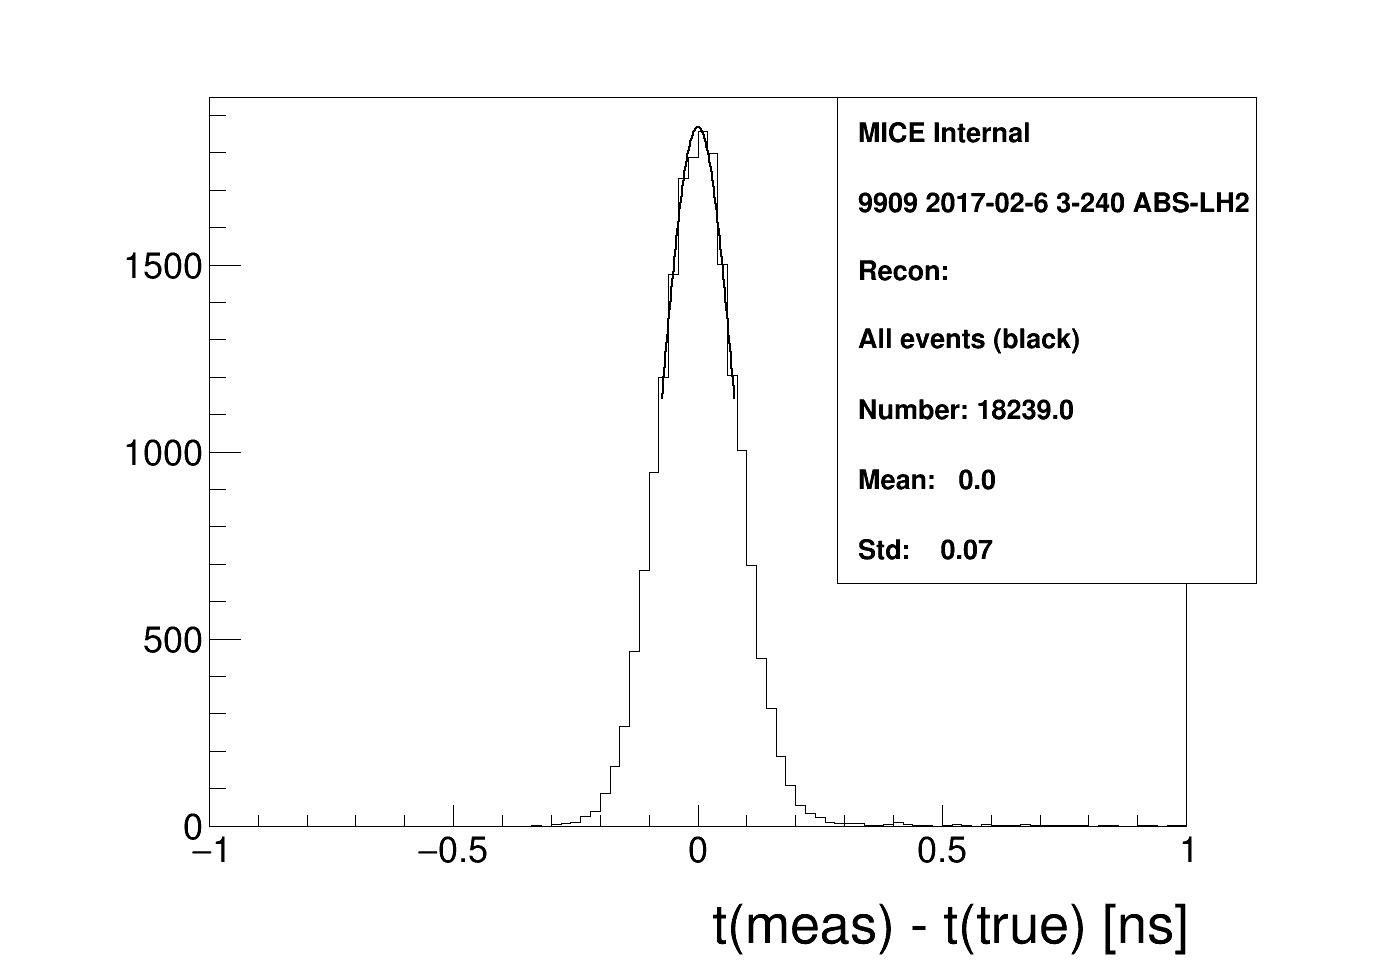 MICE Internal
9909 2017-02-6 3-240 ABS-LH2
Recon:
All events (black)
Number: 18239.0
Mean: 0.0
Std: 0.07
1500
1000
500
0
−1 −0.5 0 0.5 1
t(meas) - t(true) [ns]